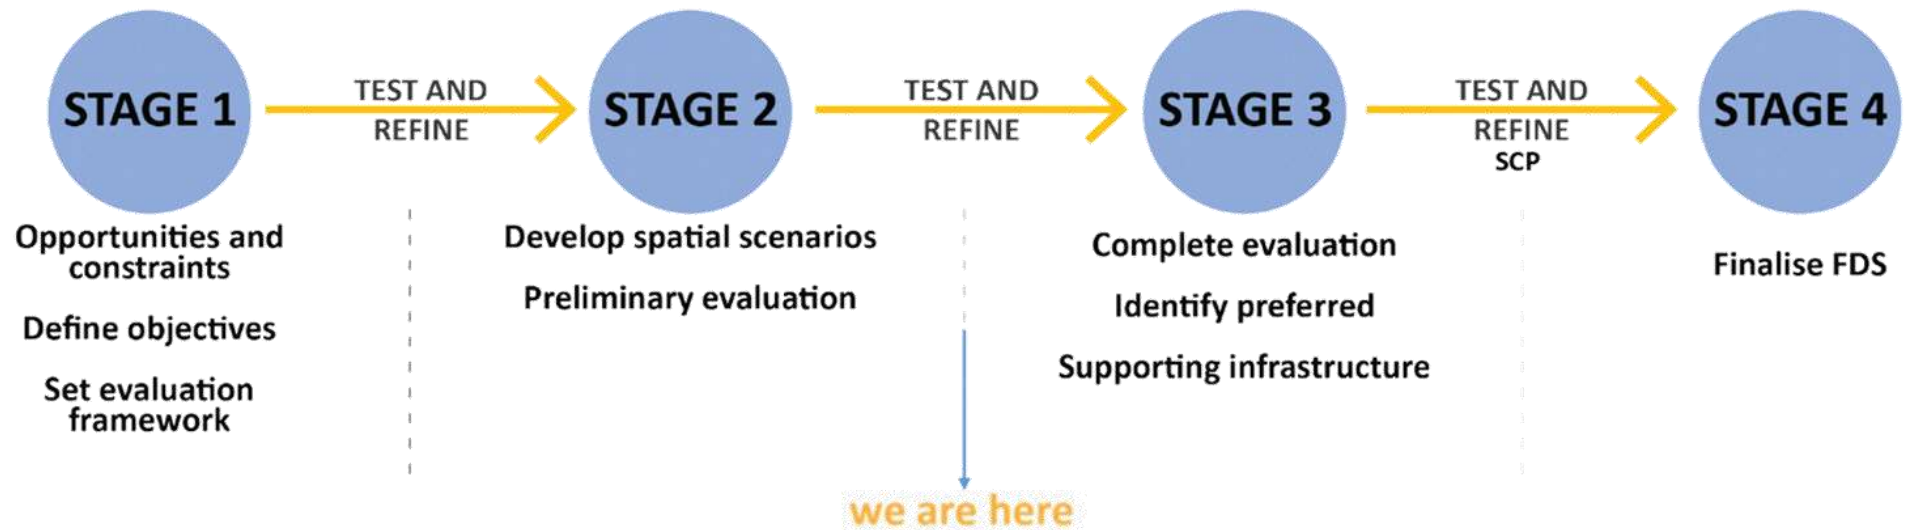 STAGE 1
TEST AND
REFINE
STAGE 2
TEST AND
REFINE
STAGE 3
TEST AND
REFINE
SCP
STAGE 4
Opportunities and
constraints
Define objectives
Set evaluation
framework
Develop spatial scenarios
Preliminary evaluation
Complete evaluation
Identify preferred
Supporting infrastructure
Finalise FDS
we are here